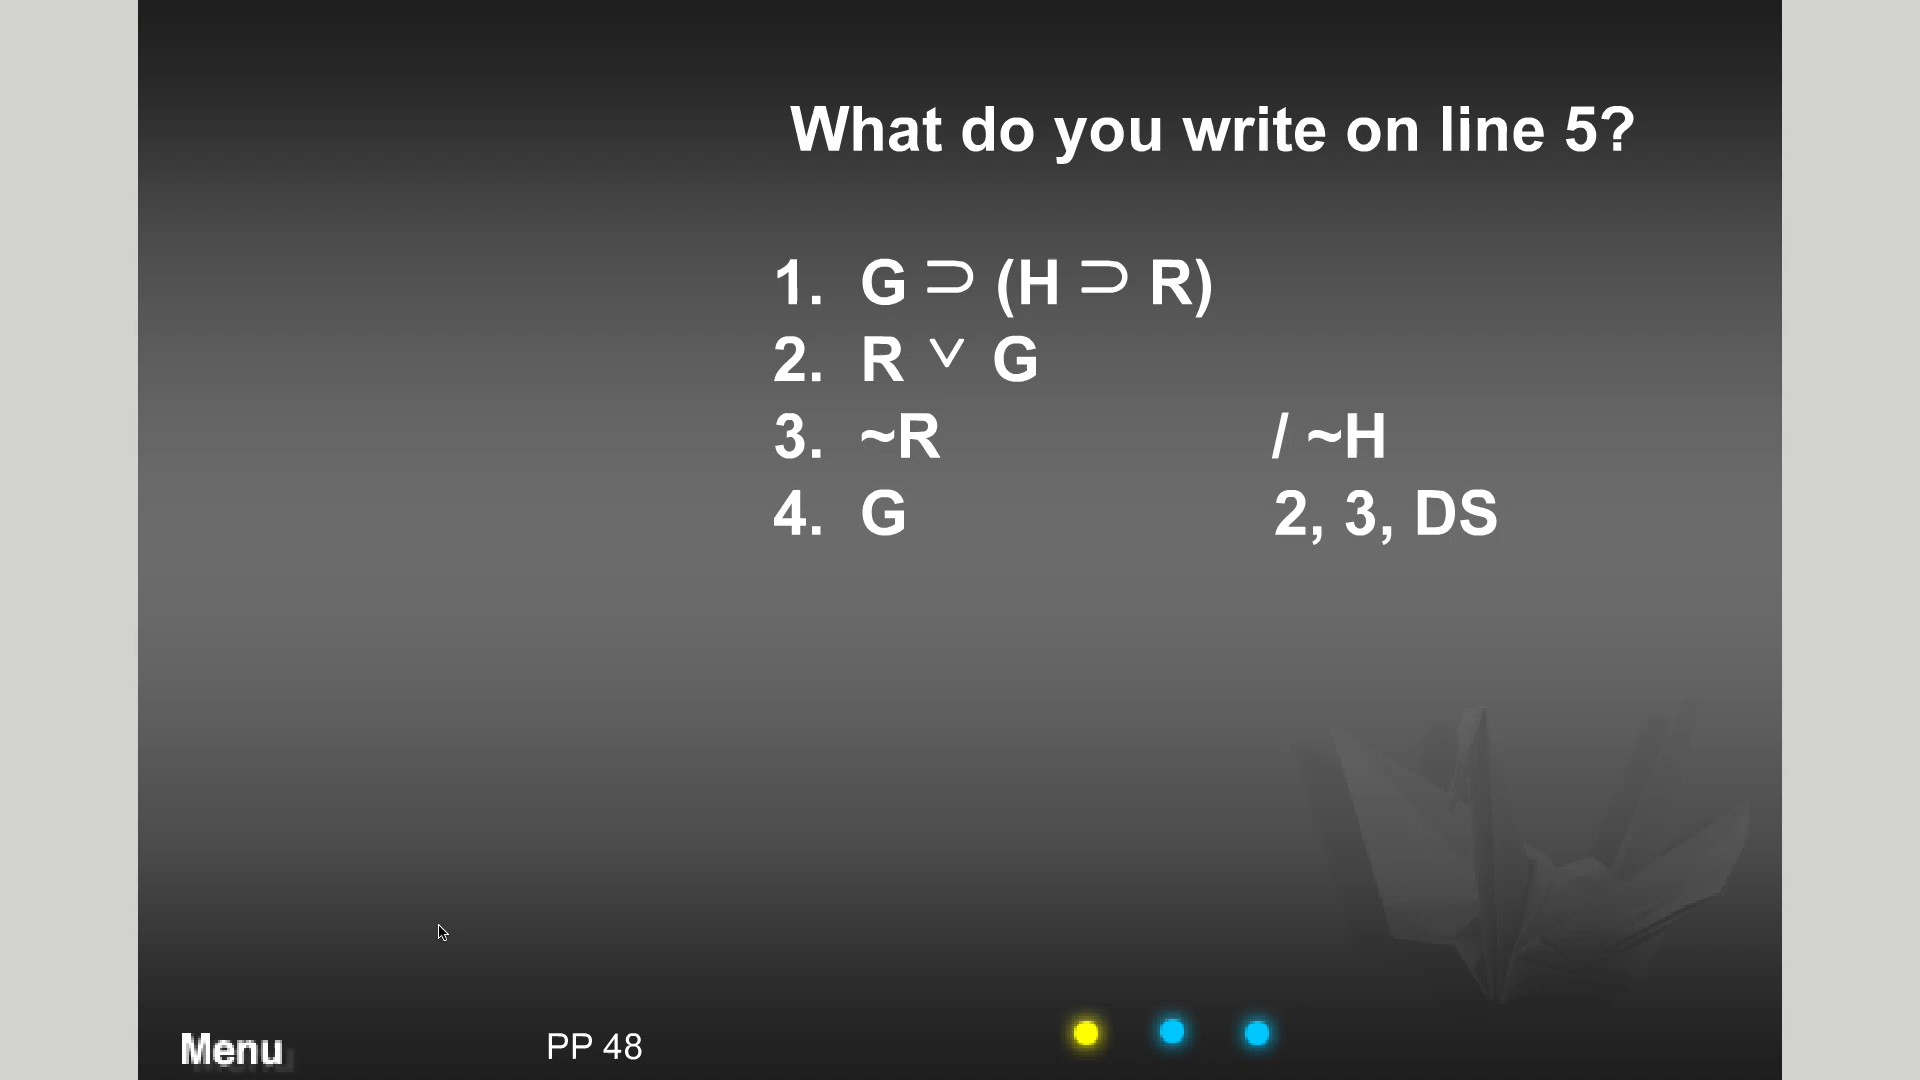 What do you write on line 5?
1. G ⊃ (H ⊃ R)
2. R ˅ G
3. ~R / ~H
4. G 2, 3, DS
Menu PP 48